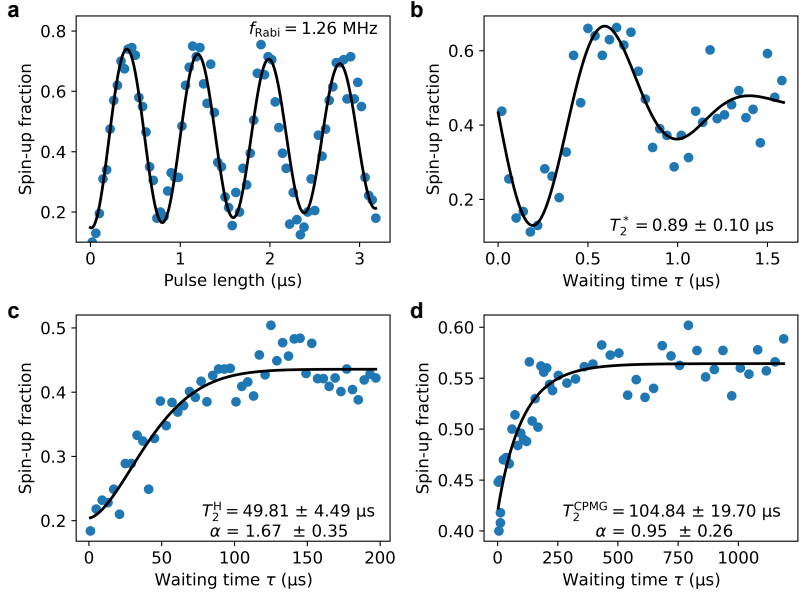 a
f_Rabi = 1.26 MHz
Spin-up fraction
0.8
0.6
0.4
0.2
0
1
2
3
Pulse length (μs)
b
Spin-up fraction
0.6
0.4
0.2
T₂* = 0.89 ± 0.10 μs
0.0
0.5
1.0
1.5
Waiting time τ (μs)
c
Spin-up fraction
0.5
0.4
0.3
0.2
T₂ᴴ = 49.81 ± 4.49 μs
α = 1.67 ± 0.35
0
50
100
150
200
Waiting time τ (μs)
d
Spin-up fraction
0.60
0.55
0.50
0.45
0.40
T₂^CPMG = 104.84 ± 19.70 μs
α = 0.95 ± 0.26
0
250
500
750
1000
Waiting time τ (μs)